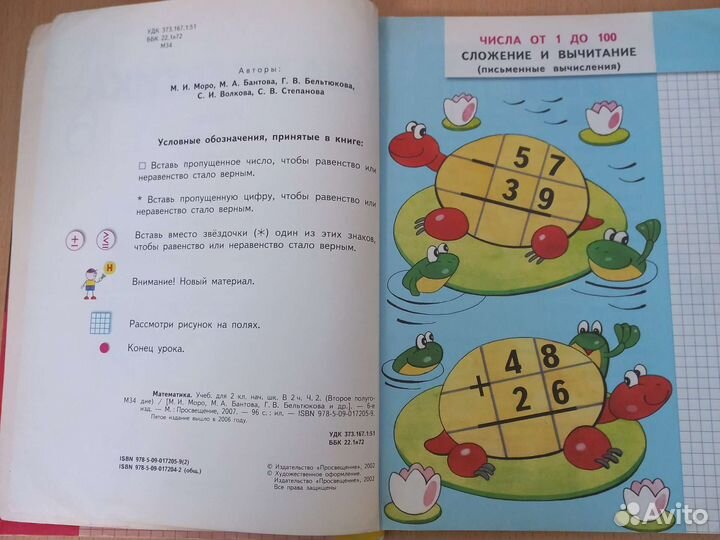 УДК 373.167.1:51
ББК 22.1я72
М34
Авторы:
М. И. Моро, М. А. Бантова, Г. В. Бельтюкова,
С. И. Волкова, С. В. Степанова
Условные обозначения, принятые в книге:
□ Вставь пропущенное число, чтобы равенство или
неравенство стало верным.
* Вставь пропущенную цифру, чтобы равенство или
неравенство стало верным.
± ≥ Вставь вместо звёздочки (*) один из этих знаков,
чтобы равенство или неравенство стало верным.
Н
Внимание! Новый материал.
Рассмотри рисунок на полях.
Конец урока.
Математика. Учеб. для 2 кл. нач. шк. В 2 ч. Ч. 2. (Второе полуго-
М34 дие) / [М. И. Моро, М. А. Бантова, Г. В. Бельтюкова и др.]. — 6-е
изд. — М. : Просвещение, 2007. — 96 с. : ил. — ISBN 978-5-09-017205-9.
Пятое издание вышло в 2006 году.
УДК 373.167.1:51
ББК 22.1я72
ISBN 978-5-09-017205-9(2)
ISBN 978-5-09-017204-2 (общ.)
© Издательство «Просвещение», 2002
© Художественное оформление.
Издательство «Просвещение», 2002
Все права защищены
ЧИСЛА ОТ 1 ДО 100
СЛОЖЕНИЕ И ВЫЧИТАНИЕ
(письменные вычисления)
− 57
39
+ 48
26
Avito